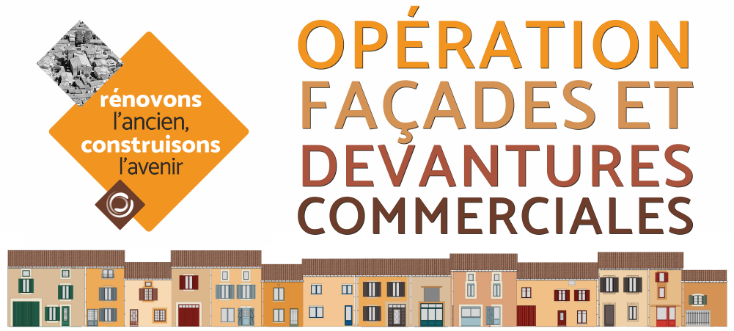 rénovons
l'ancien,
construisons
l'avenir
OPÉRATION
FAÇADES ET
DEVANTURES
COMMERCIALES